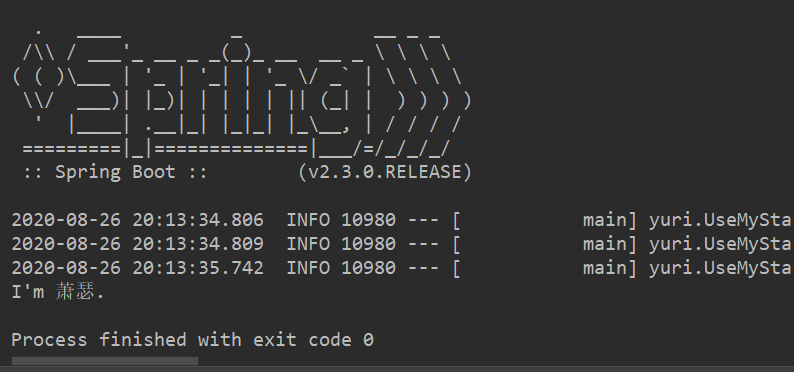 .   ____          _            __ _ _
 /\\ / ___'_ __ _ _(_)_ __  __ _ \ \ \ \
( ( )\___ | '_ | '_| | '_ \/ _` | \ \ \ \
 \\/  ___)| |_)| | | | | || (_| |  ) ) ) )
  '  |____| .__|_| |_|_| |_\__, | / / / /
 =========|_|==============|___/=/_/_/_/
 :: Spring Boot ::        (v2.3.0.RELEASE)
2020-08-26 20:13:34.806  INFO 10980 --- [           main] yuri.UseMySta
2020-08-26 20:13:34.809  INFO 10980 --- [           main] yuri.UseMySta
2020-08-26 20:13:35.742  INFO 10980 --- [           main] yuri.UseMySta
I'm 萧瑟.
Process finished with exit code 0